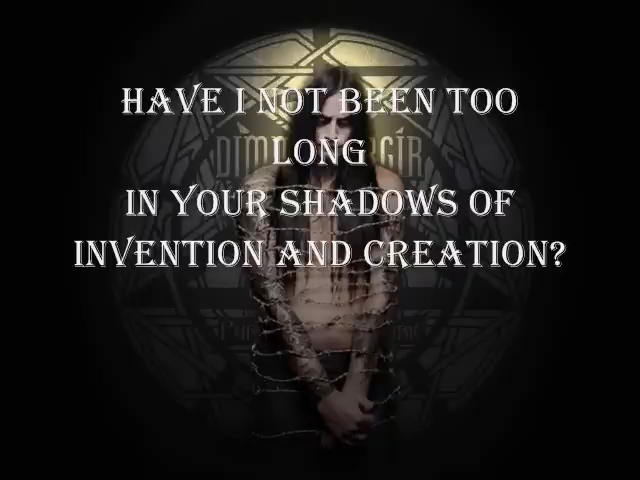 HAVE I NOT BEEN TOO
LONG
IN YOUR SHADOWS OF
INVENTION AND CREATION?